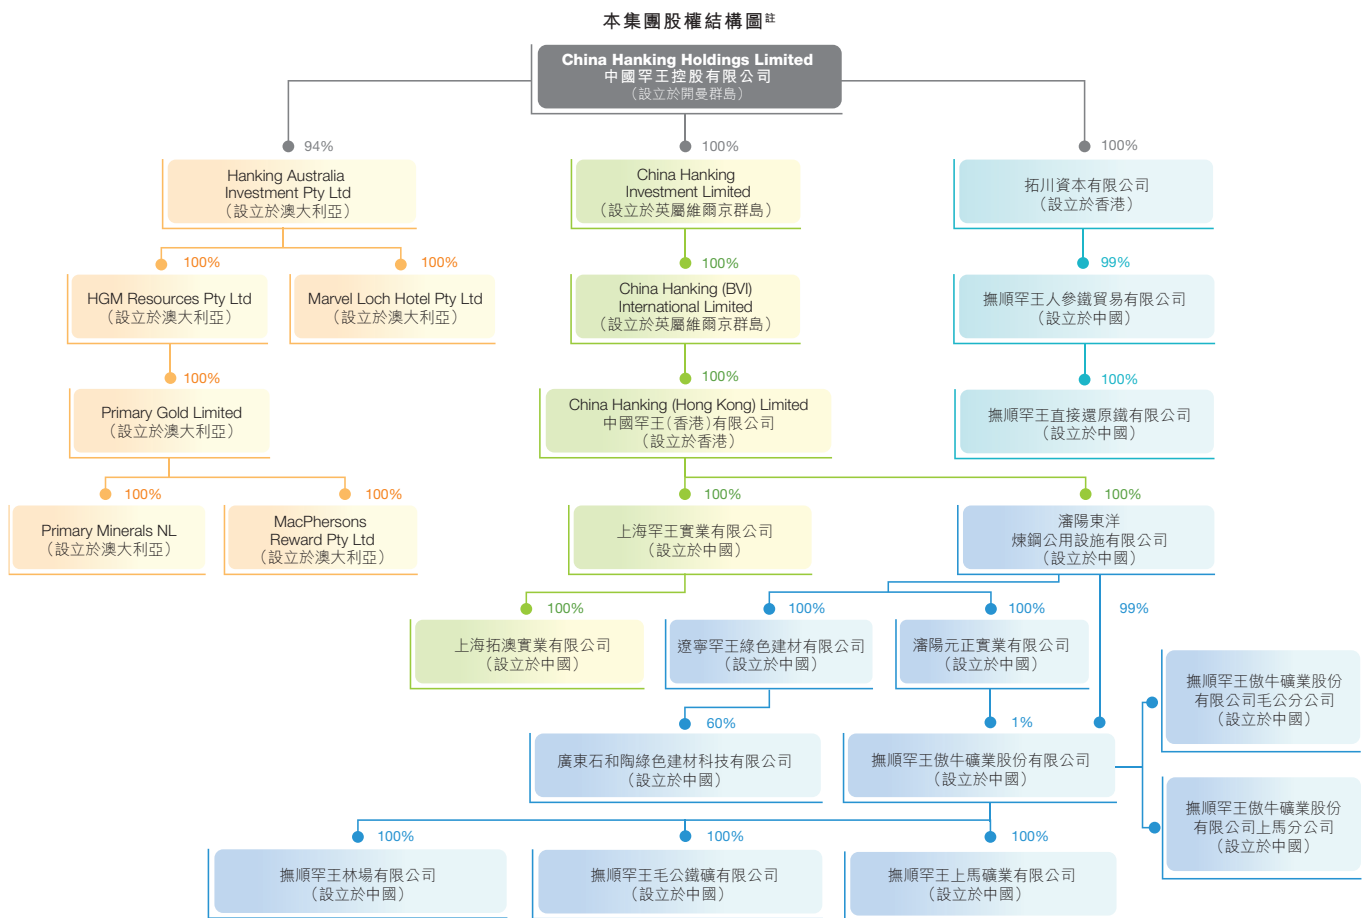 本集團股權結構圖註
China Hanking Holdings Limited
中國罕王控股有限公司
（設立於開曼群島）
94%
100%
100%
Hanking Australia
Investment Pty Ltd
（設立於澳大利亞）
China Hanking
Investment Limited
（設立於英屬維爾京群島）
拓川資本有限公司
（設立於香港）
100%
100%
100%
99%
HGM Resources Pty Ltd
（設立於澳大利亞）
Marvel Loch Hotel Pty Ltd
（設立於澳大利亞）
China Hanking (BVI)
International Limited
（設立於英屬維爾京群島）
撫順罕王人參鐵貿易有限公司
（設立於中國）
100%
100%
100%
Primary Gold Limited
（設立於澳大利亞）
China Hanking (Hong Kong) Limited
中國罕王（香港）有限公司
（設立於香港）
撫順罕王直接還原鐵有限公司
（設立於中國）
100%
100%
100%
100%
Primary Minerals NL
（設立於澳大利亞）
MacPhersons
Reward Pty Ltd
（設立於澳大利亞）
上海罕王實業有限公司
（設立於中國）
瀋陽東洋
煉鋼公用設施有限公司
（設立於中國）
100%
100%
100%
99%
上海拓澳實業有限公司
（設立於中國）
遼寧罕王綠色建材有限公司
（設立於中國）
瀋陽元正實業有限公司
（設立於中國）
撫順罕王傲牛礦業股份
有限公司毛公分公司
（設立於中國）
60%
1%
廣東石和陶綠色建材科技有限公司
（設立於中國）
撫順罕王傲牛礦業股份有限公司
（設立於中國）
撫順罕王傲牛礦業股份
有限公司上馬分公司
（設立於中國）
100%
100%
100%
撫順罕王林場有限公司
（設立於中國）
撫順罕王毛公鐵礦有限公司
（設立於中國）
撫順罕王上馬礦業有限公司
（設立於中國）